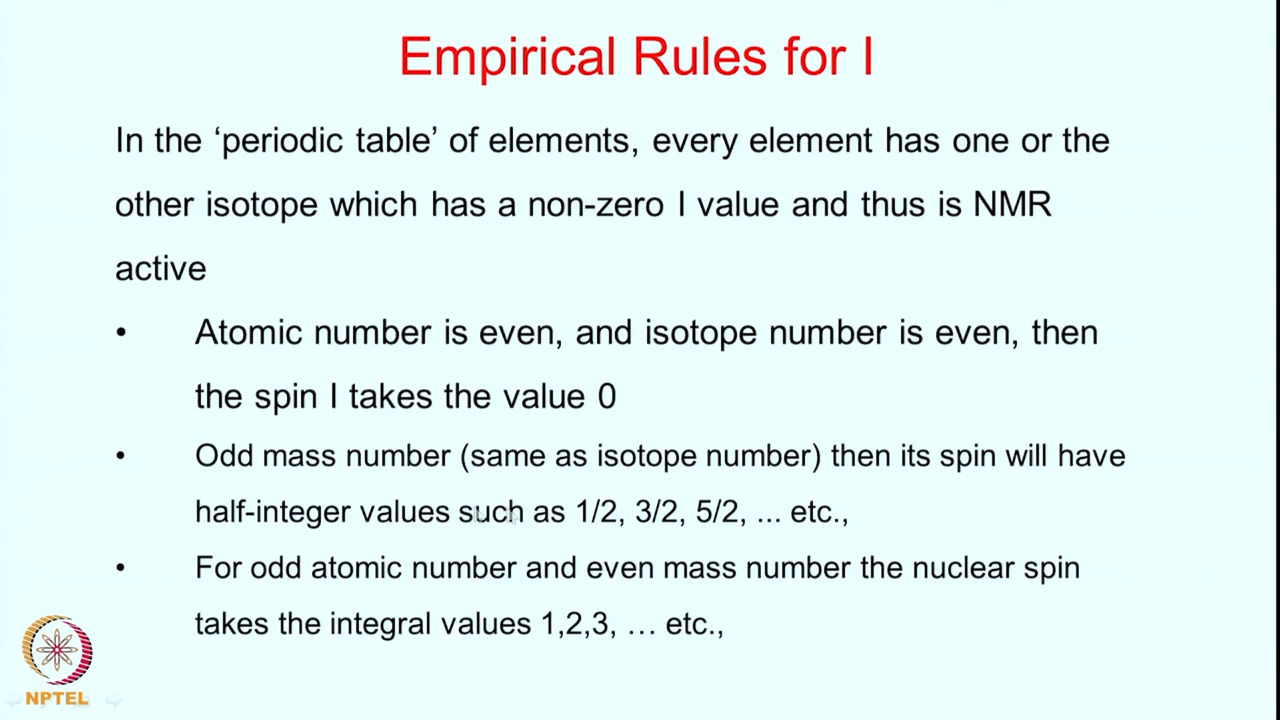 Empirical Rules for I
In the ‘periodic table’ of elements, every element has one or the
other isotope which has a non-zero I value and thus is NMR
active
• Atomic number is even, and isotope number is even, then
the spin I takes the value 0
• Odd mass number (same as isotope number) then its spin will have
half-integer values such as 1/2, 3/2, 5/2, ... etc.,
• For odd atomic number and even mass number the nuclear spin
takes the integral values 1,2,3, … etc.,
NPTEL